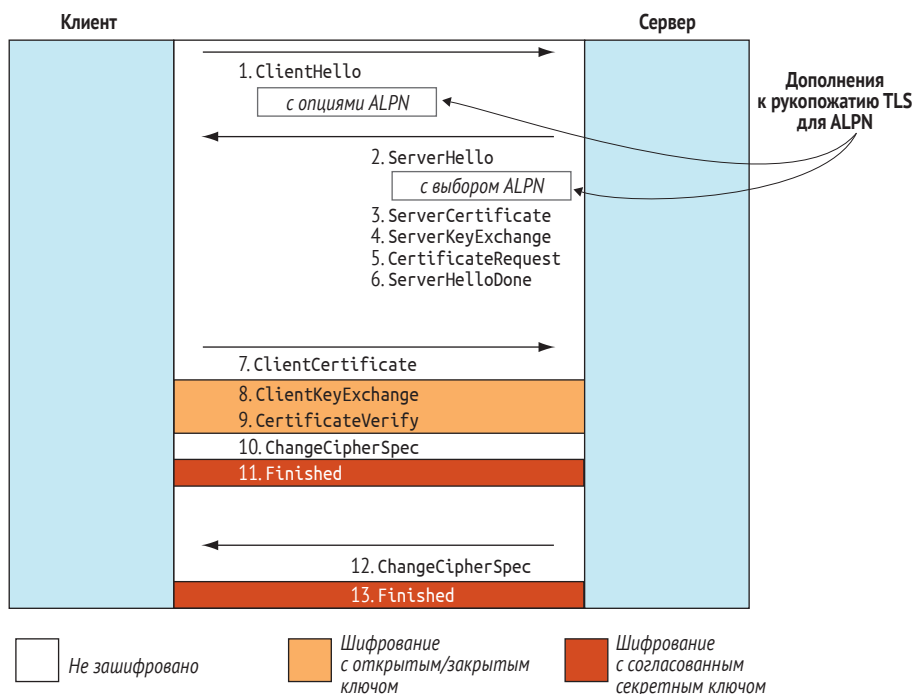 Клиент
Сервер
1. ClientHello
с опциями ALPN
Дополнения
к рукопожатию TLS
для ALPN
2. ServerHello
с выбором ALPN
3. ServerCertificate
4. ServerKeyExchange
5. CertificateRequest
6. ServerHelloDone
7. ClientCertificate
8. ClientKeyExchange
9. CertificateVerify
10. ChangeCipherSpec
11. Finished
12. ChangeCipherSpec
13. Finished
Не зашифровано
Шифрование
с открытым/закрытым
ключом
Шифрование
с согласованным
секретным ключом